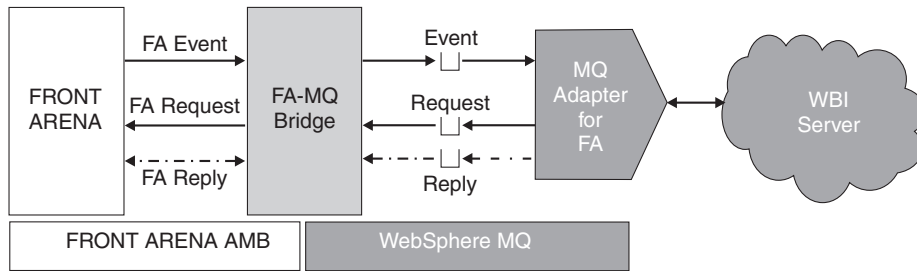 FRONT
ARENA
FA Event
FA Request
FA Reply
FA-MQ
Bridge
Event
Request
Reply
MQ
Adapter
for
FA
WBI
Server
FRONT ARENA AMB
WebSphere MQ